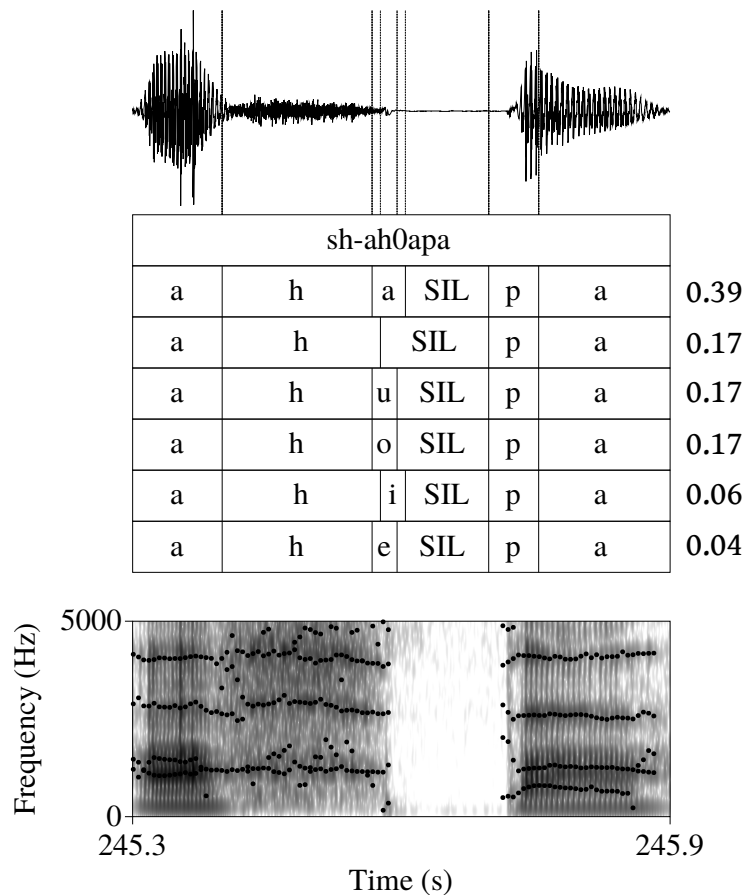 sh-ah0apa
a h a SIL p a 0.39
a h SIL p a 0.17
a h u SIL p a 0.17
a h o SIL p a 0.17
a h i SIL p a 0.06
a h e SIL p a 0.04
5000
Frequency (Hz)
0
245.3 245.9
Time (s)